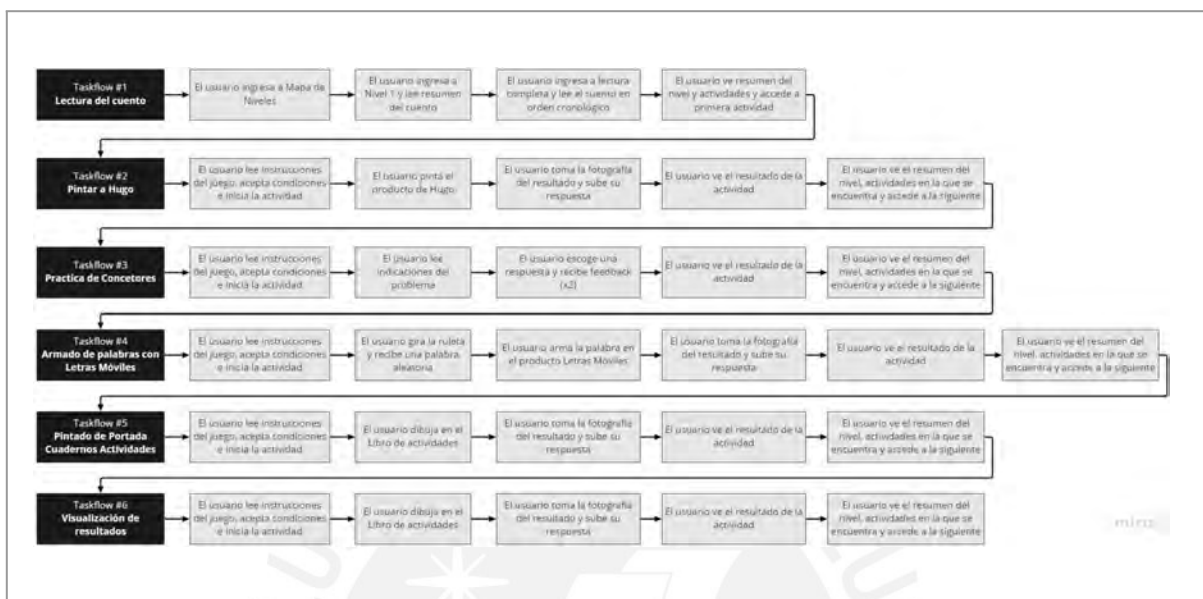 Taskflow #1
Lectura del cuento
El usuario ingresa a Mapa de
Niveles
El usuario ingresa a
Nivel 1 y lee resumen
del cuento
El usuario ingresa a lectura
completa y lee el cuento en
orden cronológico
El usuario ve resumen del
nivel y actividades y accede a
primera actividad
Taskflow #2
Pintar a Hugo
El usuario lee instrucciones
del juego, acepta condiciones
e inicia la actividad
El usuario pinta el
producto de Hugo
El usuario toma la fotografía
del resultado y sube su
respuesta
El usuario ve el resultado de la
actividad
El usuario ve el resumen del
nivel, actividades en la que se
encuentra y accede a la siguiente
Taskflow #3
Practica de Concetores
El usuario lee instrucciones
del juego, acepta condiciones
e inicia la actividad
El usuario lee
indicaciones del
problema
El usuario escoge una
respuesta y recibe feedback
(x2)
El usuario ve el resultado de la
actividad
El usuario ve el resumen del
nivel, actividades en la que se
encuentra y accede a la siguiente
Taskflow #4
Armado de palabras con
Letras Móviles
El usuario lee instrucciones
del juego, acepta condiciones
e inicia la actividad
El usuario gira la ruleta
y recibe una palabra
aleatoria
El usuario arma la palabra
en el producto Letras Móviles
El usuario toma la fotografía
del resultado y sube su
respuesta
El usuario ve el resultado de la
actividad
El usuario ve el resumen del
nivel, actividades en la que se
encuentra y accede a la siguiente
Taskflow #5
Pintado de Portada
Cuadernos Actividades
El usuario lee instrucciones
del juego, acepta condiciones
e inicia la actividad
El usuario dibuja en el
Libro de actividades
El usuario toma la fotografía
del resultado y sube su
respuesta
El usuario ve el resultado de la
actividad
El usuario ve el resumen del
nivel, actividades en la que se
encuentra y accede a la siguiente
Taskflow #6
Visualización de
resultados
El usuario lee instrucciones
del juego, acepta condiciones
e inicia la actividad
El usuario dibuja en el
Libro de actividades
El usuario toma la fotografía
del resultado y sube su
respuesta
El usuario ve el resultado de la
actividad
El usuario ve el resumen del
nivel, actividades en la que se
encuentra y accede a la siguiente
miro